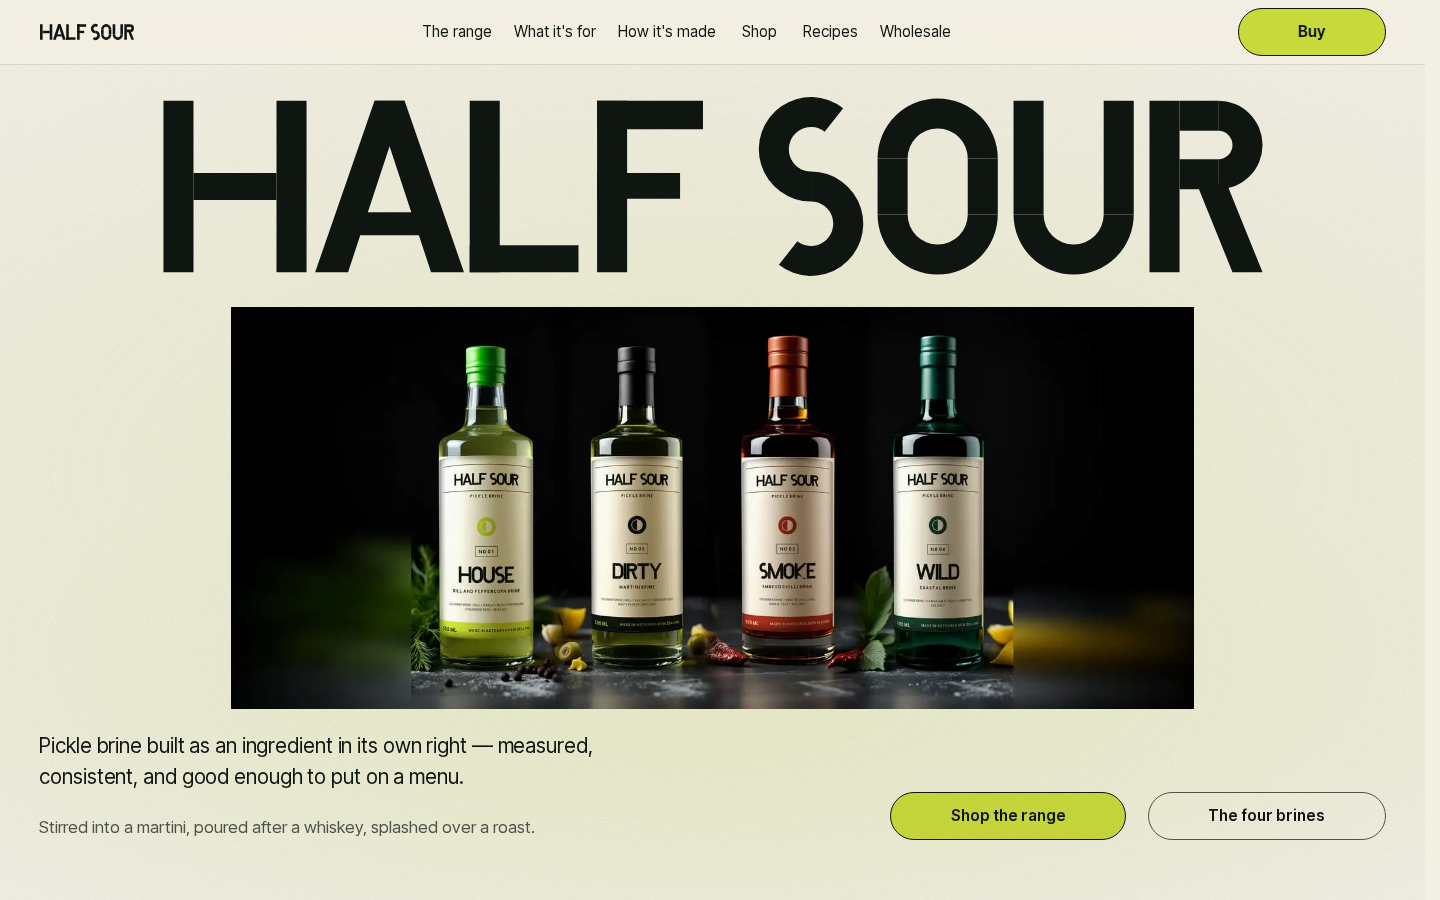 HALF SOUR
The range
What it's for
How it's made
Shop
Recipes
Wholesale
Buy
HALF SOUR
HALF SOUR
PICKLE BRINE
NO 01
HOUSE
DILL AND PEPPERCORN BRINE
HALF SOUR
PICKLE BRINE
NO 02
DIRTY
MARTINI BRINE
HALF SOUR
PICKLE BRINE
NO 03
SMOKE
SMOKED CHILLI BRINE
500 ML
HALF SOUR
PICKLE BRINE
NO 04
WILD
COASTAL BRINE
Pickle brine built as an ingredient in its own right — measured,
consistent, and good enough to put on a menu.
Stirred into a martini, poured after a whiskey, splashed over a roast.
Shop the range
The four brines